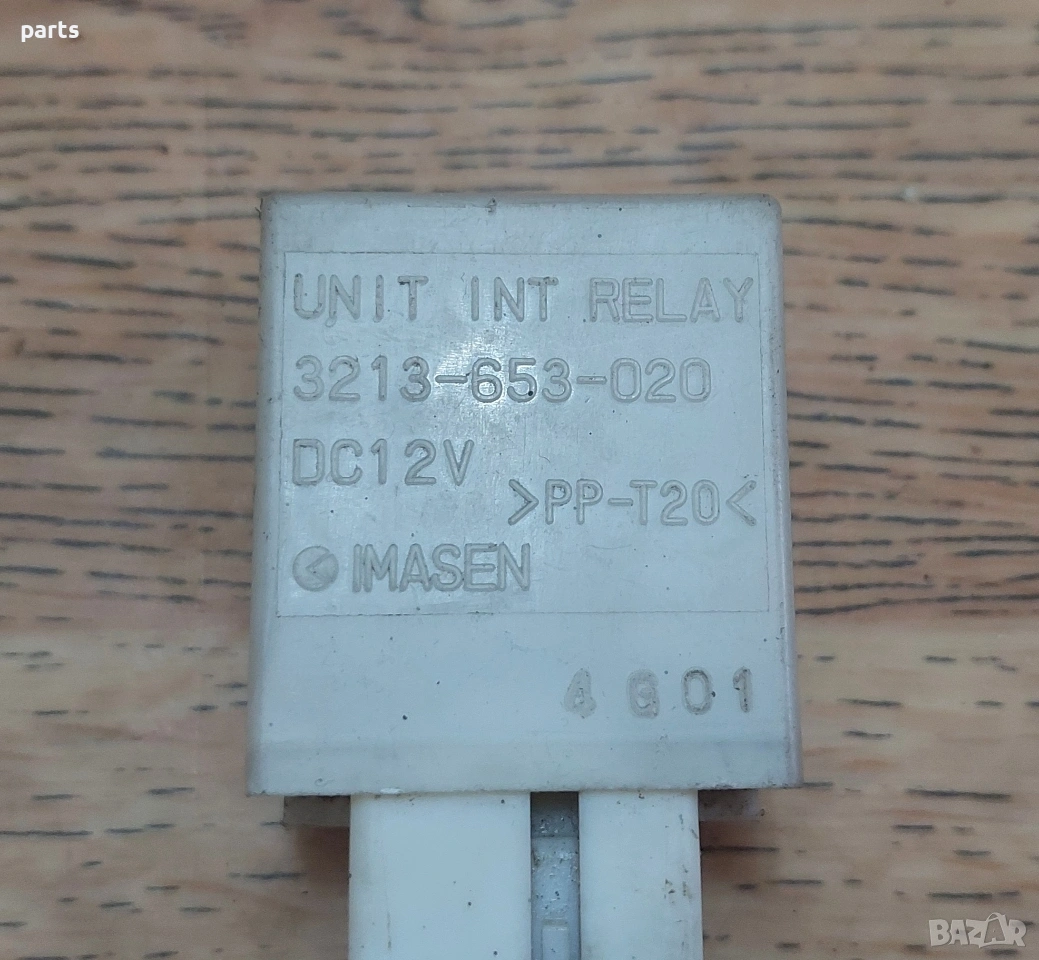 parts
UNIT INT RELAY
3213-653-020
DC12V
>PP-T20<
IMASEN
4G01
BAZAR